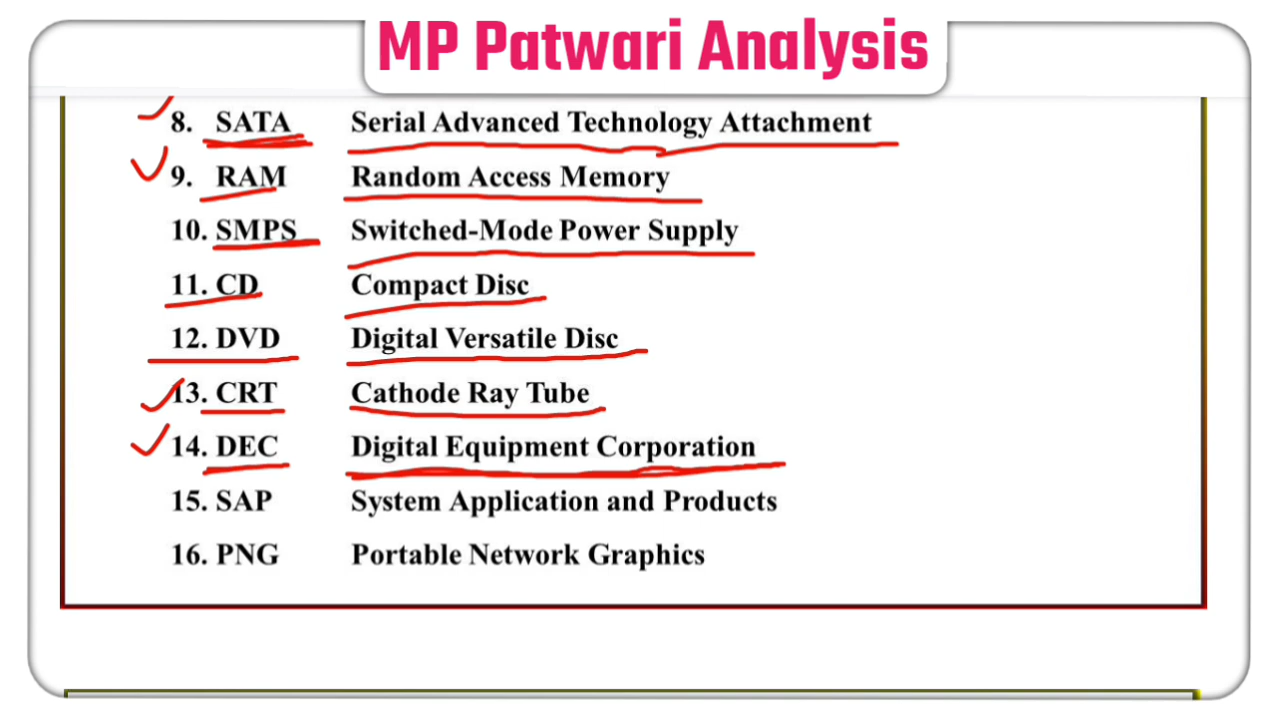 MP Patwari Analysis
8. SATA Serial Advanced Technology Attachment
9. RAM Random Access Memory
10. SMPS Switched-Mode Power Supply
11. CD Compact Disc
12. DVD Digital Versatile Disc
13. CRT Cathode Ray Tube
14. DEC Digital Equipment Corporation
15. SAP System Application and Products
16. PNG Portable Network Graphics